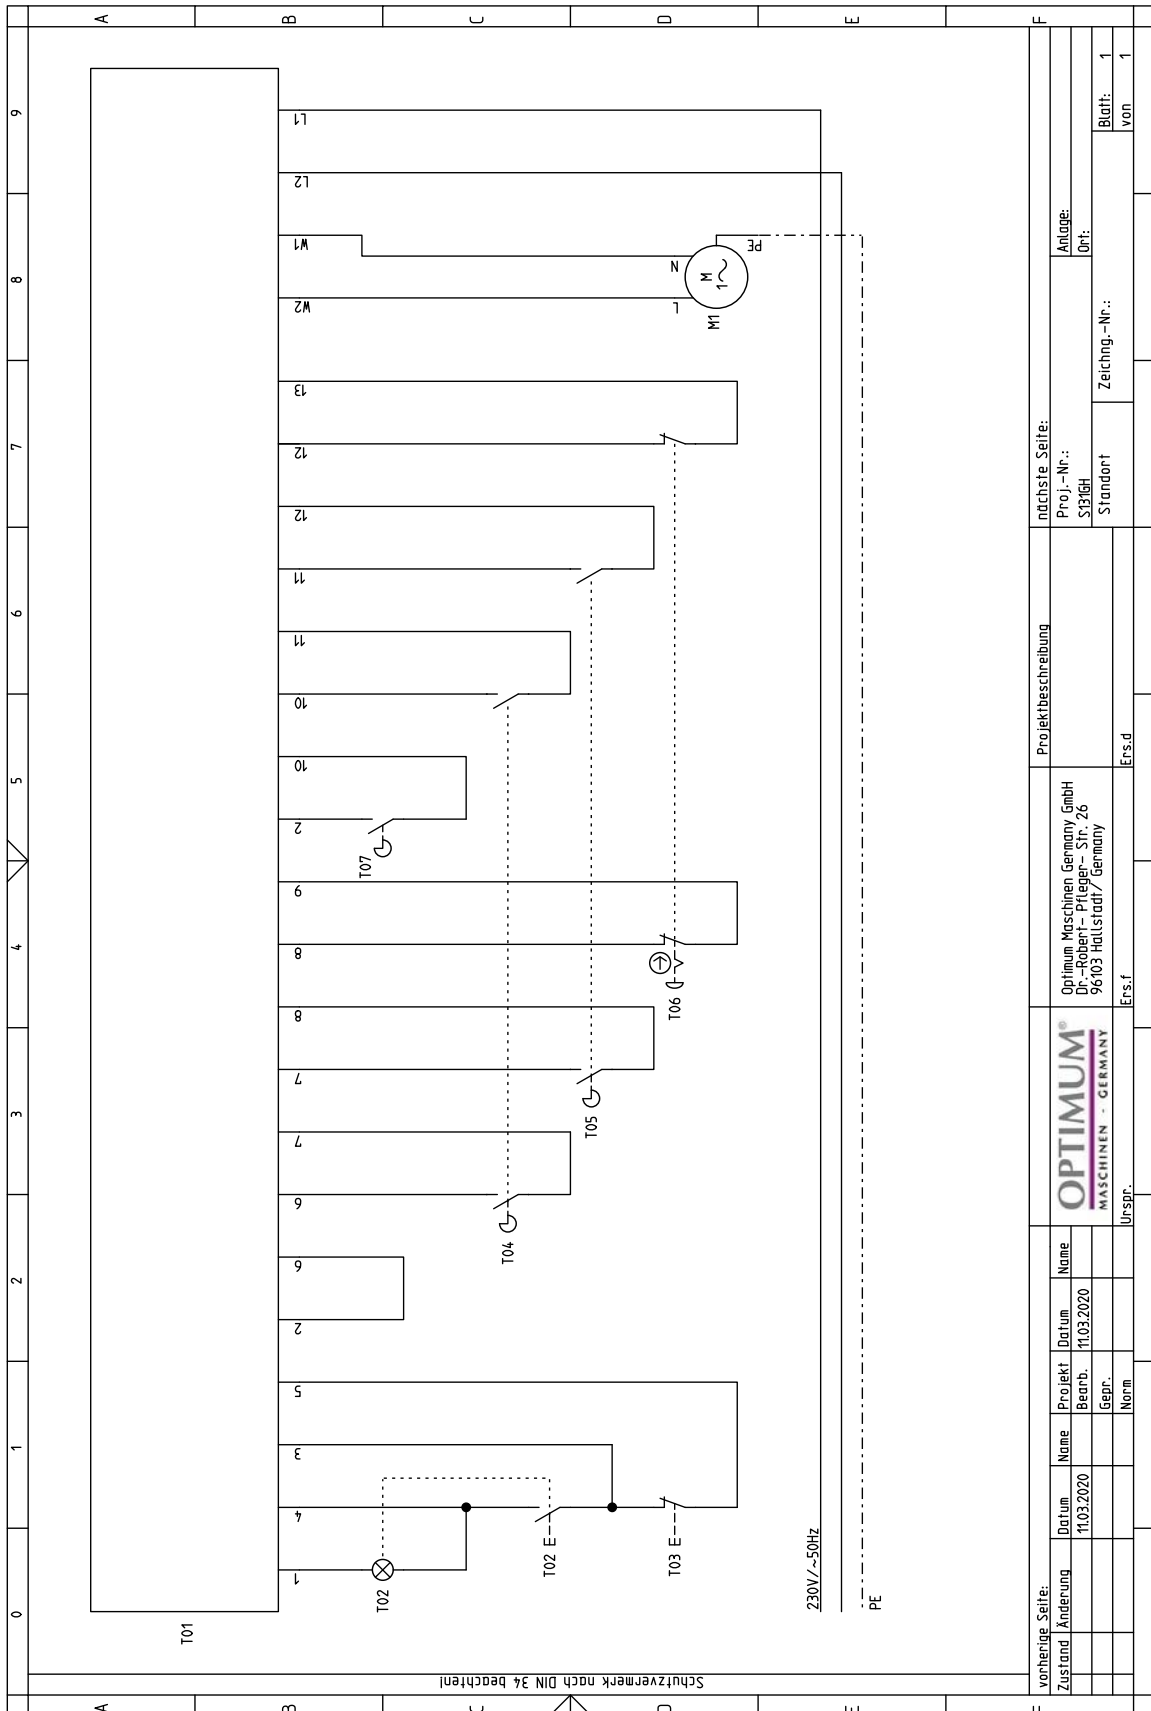 0 1 2 3 4 5 6 7 8 9
A
B
C
D
E
F
T01
1
4
3
5
2
6
6
7
7
8
8
9
2
10
10
11
11
12
12
13
W2
W1
L2
L1
T02
T02
T03
T04
T05
T06
T07
L
N
M
1
M1
PE
230V/~50Hz
PE
Schutzvermerk nach DIN 34 beachten!
A
B
C
D
E
F
vorherige Seite:
Zustand Änderung Datum Name Projekt Datum Name
11.03.2020 Bearb. 11.03.2020
Gepr.
Norm
OPTIMUM®
MASCHINEN - GERMANY
Urspr.
Optimum Maschinen Germany GmbH
Dr.-Robert- Pfleger- Str. 26
96103 Hallstadt/ Germany
Ers.f
Ers.d
Projektbeschreibung
nächste Seite:
Proj.-Nr.:
S131GH
Standort
Zeichng.-Nr.:
Anlage:
Ort:
Blatt: 1
von 1